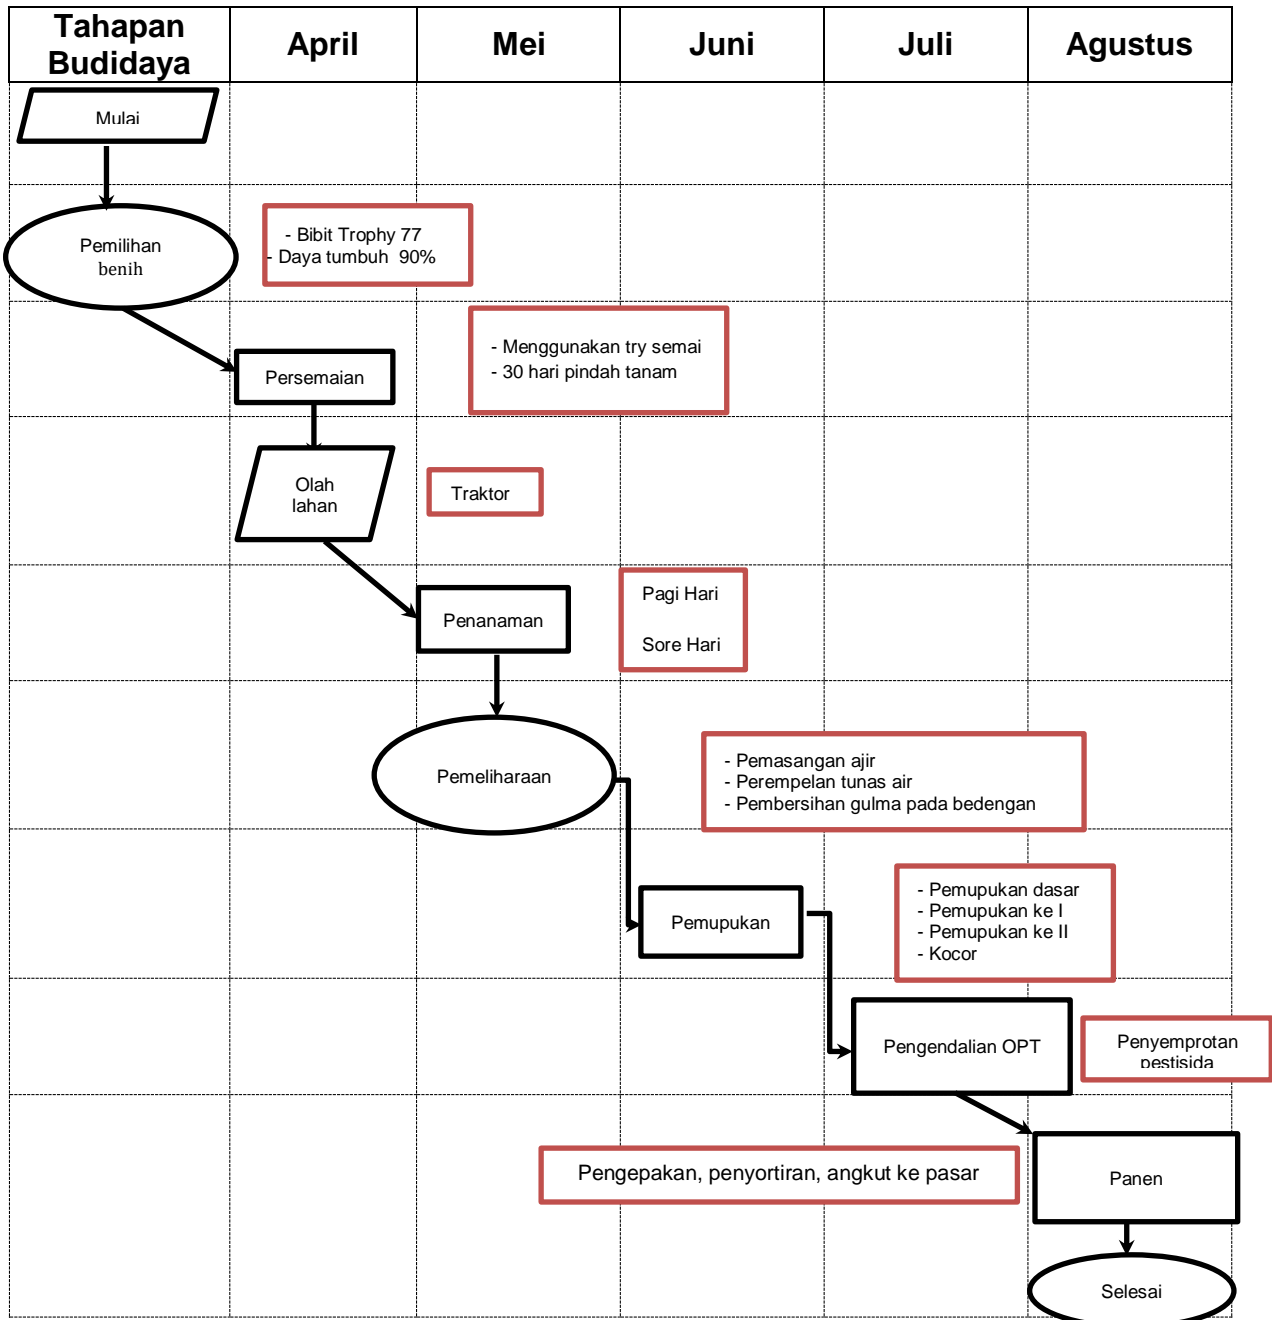 Tahapan
Budidaya
April
Mei
Juni
Juli
Agustus
Mulai
Pemilihan
benih
- Bibit Trophy 77
- Daya tumbuh 90%
- Menggunakan try semai
- 30 hari pindah tanam
Persemaian
Olah
lahan
Traktor
Penanaman
Pagi Hari
Sore Hari
Pemeliharaan
- Pemasangan ajir
- Perempelan tunas air
- Pembersihan gulma pada bedengan
Pemupukan
- Pemupukan dasar
- Pemupukan ke I
- Pemupukan ke II
- Kocor
Pengendalian OPT
Penyemprotan
pestisida
Pengepakan, penyortiran, angkut ke pasar
Panen
Selesai